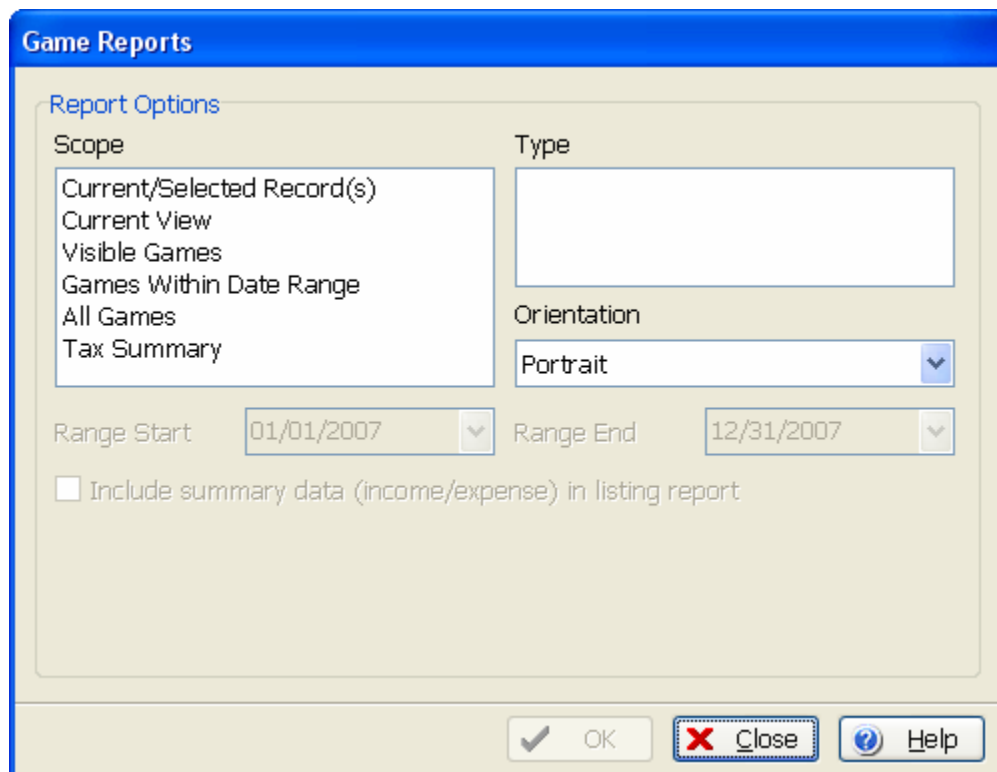 Game Reports
Report Options
Scope
Type
Current/Selected Record(s)
Current View
Visible Games
Games Within Date Range
All Games
Tax Summary
Orientation
Portrait
Range Start 01/01/2007 Range End 12/31/2007
Include summary data (income/expense) in listing report
OK Close Help